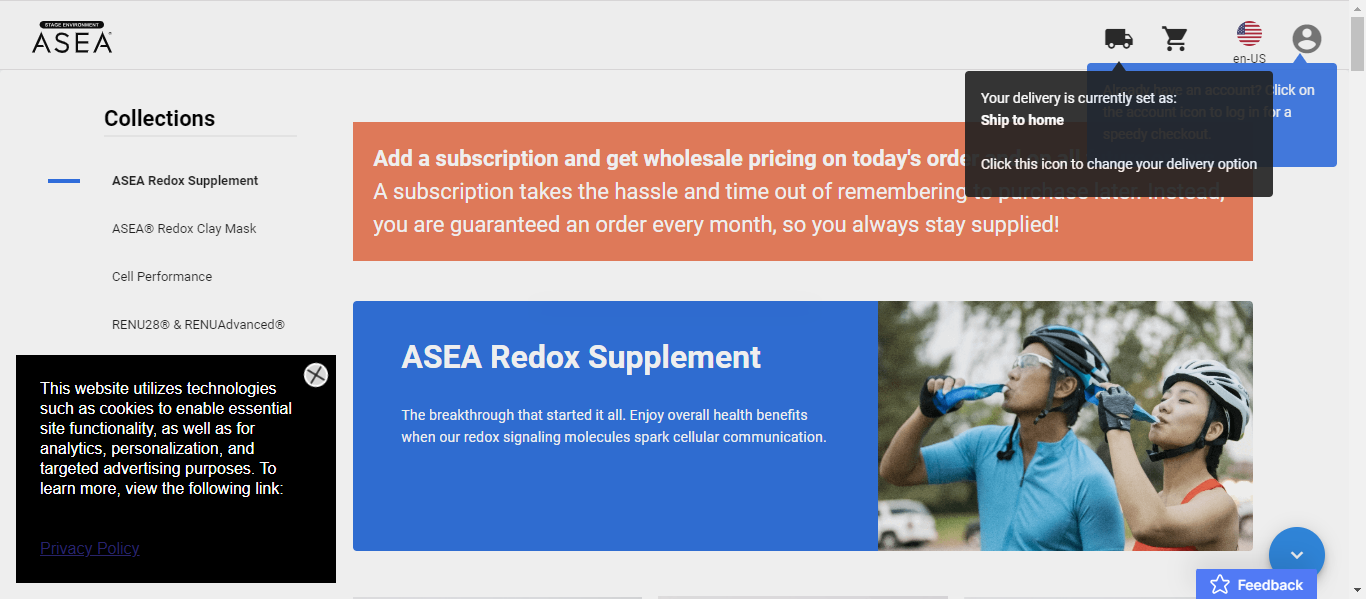 STAGE ENVIRONMENT
ASEA
en-US
Already have an account? Click on
the account icon to log in for a
speedy checkout.
Your delivery is currently set as:
Ship to home
Click this icon to change your delivery option
Collections
ASEA Redox Supplement
ASEA® Redox Clay Mask
Cell Performance
RENU28® & RENUAdvanced®
Add a subscription and get wholesale pricing on today's order
A subscription takes the hassle and time out of remembering to purchase later. Instead,
you are guaranteed an order every month, so you always stay supplied!
ASEA Redox Supplement
The breakthrough that started it all. Enjoy overall health benefits
when our redox signaling molecules spark cellular communication.
This website utilizes technologies
such as cookies to enable essential
site functionality, as well as for
analytics, personalization, and
targeted advertising purposes. To
learn more, view the following link:
Privacy Policy
Feedback